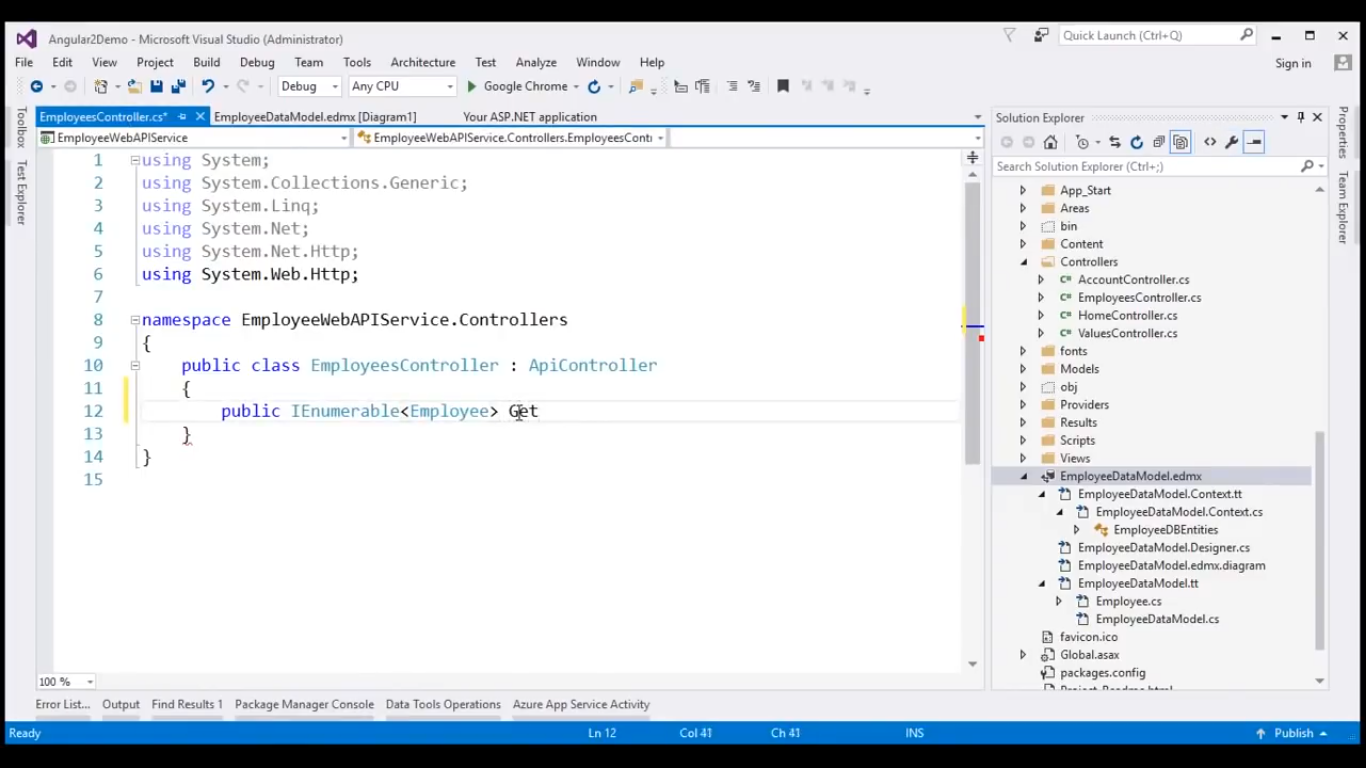 Angular2Demo - Microsoft Visual Studio (Administrator)
Quick Launch (Ctrl+Q)
File Edit View Project Build Debug Team Tools Architecture Test Analyze Window Help
Sign in
Debug Any CPU Google Chrome
EmployeesController.cs* EmployeeDataModel.edmx [Diagram1] Your ASP.NET application
EmployeeWebAPIService EmployeeWebAPIService.Controllers.EmployeesConti
Toolbox
Test Explorer
1 using System;
2 using System.Collections.Generic;
3 using System.Linq;
4 using System.Net;
5 using System.Net.Http;
6 using System.Web.Http;
7
8 namespace EmployeeWebAPIService.Controllers
9 {
10 public class EmployeesController : ApiController
11 {
12 public IEnumerable<Employee> Get
13 }
14 }
15
100 %
Solution Explorer
Search Solution Explorer (Ctrl+;)
App_Start
Areas
bin
Content
Controllers
C# AccountController.cs
C# EmployeesController.cs
C# HomeController.cs
C# ValuesController.cs
fonts
Models
obj
Providers
Results
Scripts
Views
EmployeeDataModel.edmx
EmployeeDataModel.Context.tt
EmployeeDataModel.Context.cs
EmployeeDBEntities
EmployeeDataModel.Designer.cs
EmployeeDataModel.edmx.diagram
EmployeeDataModel.tt
Employee.cs
EmployeeDataModel.cs
favicon.ico
Global.asax
packages.config
Project_Readme.html
Properties
Team Explorer
Error List... Output Find Results 1 Package Manager Console Data Tools Operations Azure App Service Activity
Ready Ln 12 Col 41 Ch 41 INS Publish